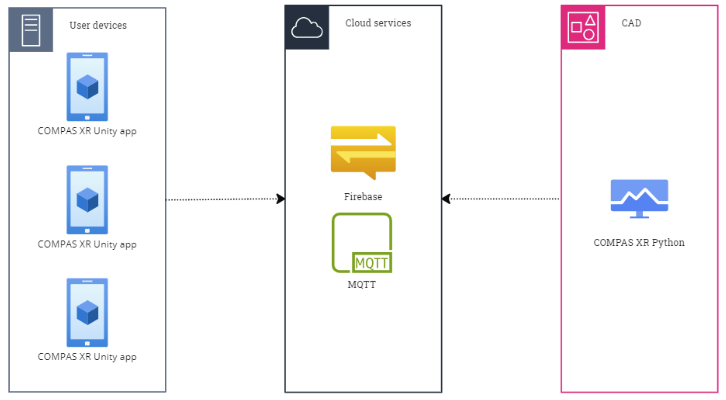 User devices
COMPAS XR Unity app
COMPAS XR Unity app
COMPAS XR Unity app
Cloud services
Firebase
MQTT
MQTT
CAD
COMPAS XR Python